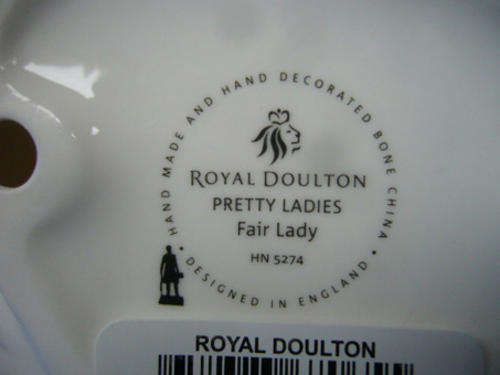 HAND MADE AND HAND DECORATED BONE CHINA
ROYAL DOULTON
PRETTY LADIES
Fair Lady
HN 5274
• DESIGNED IN ENGLAND •
ROYAL DOULTON